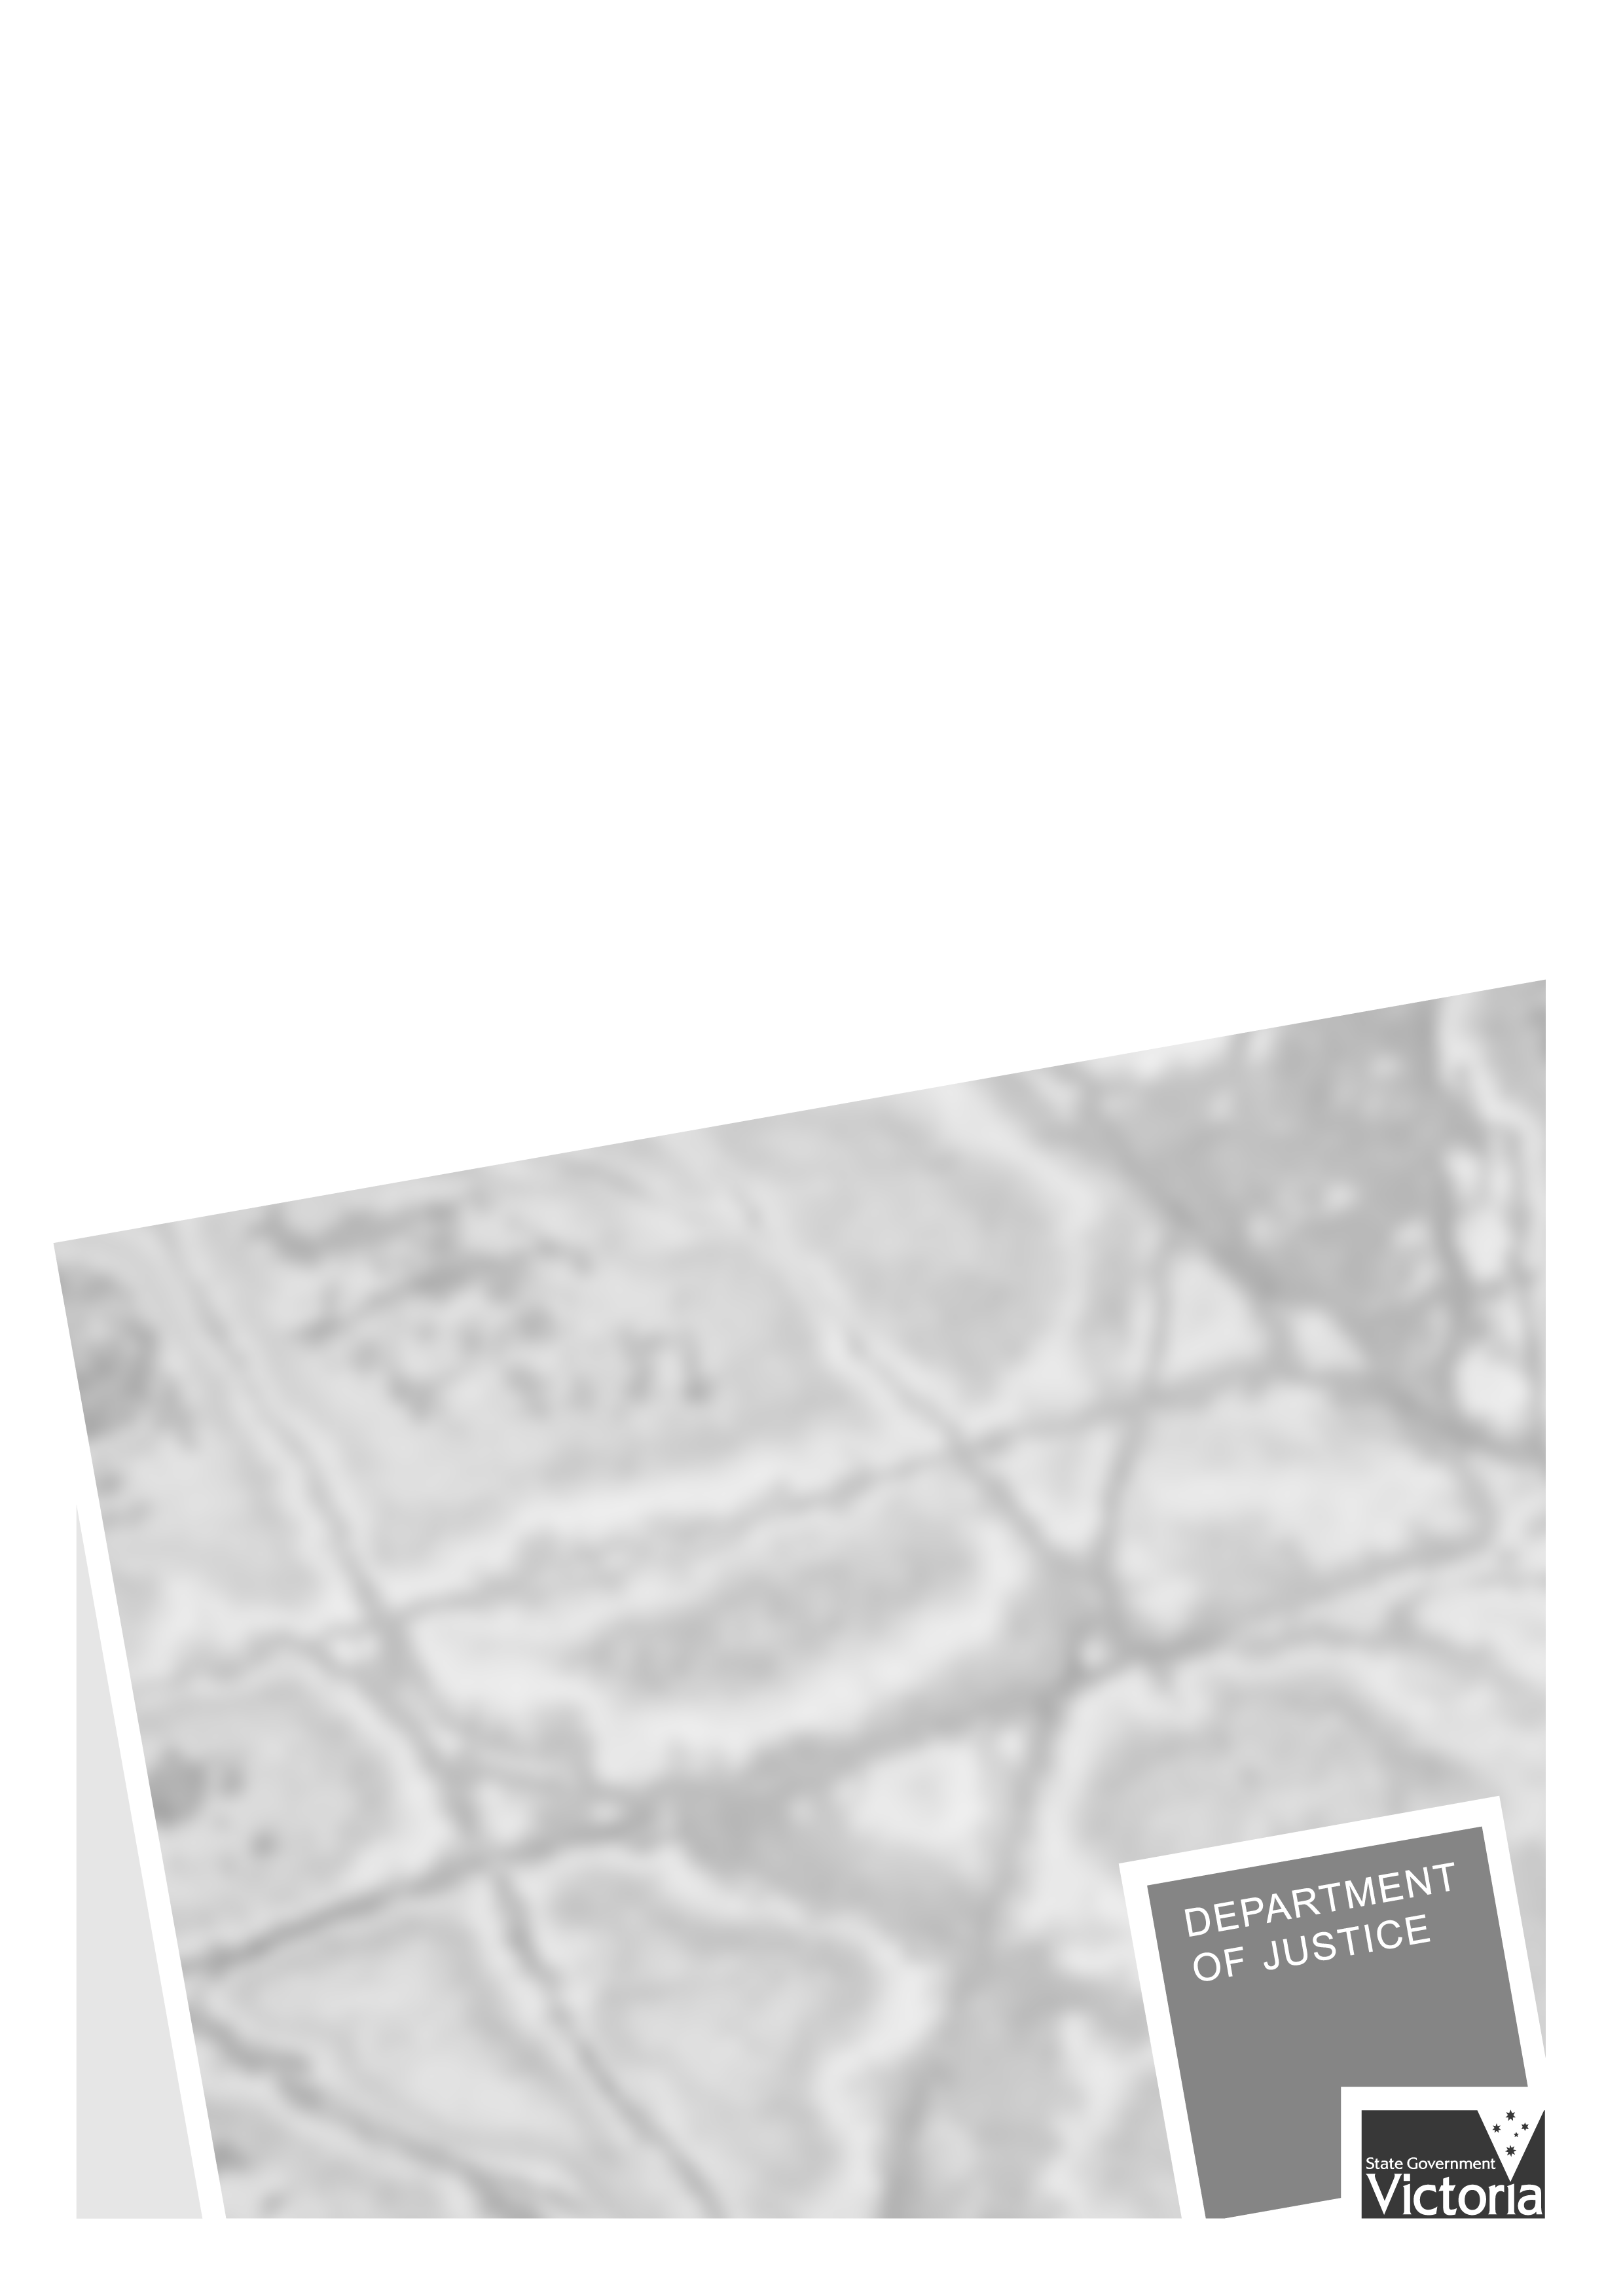 DEPARTMENT
OF JUSTICE
State Government
Victoria